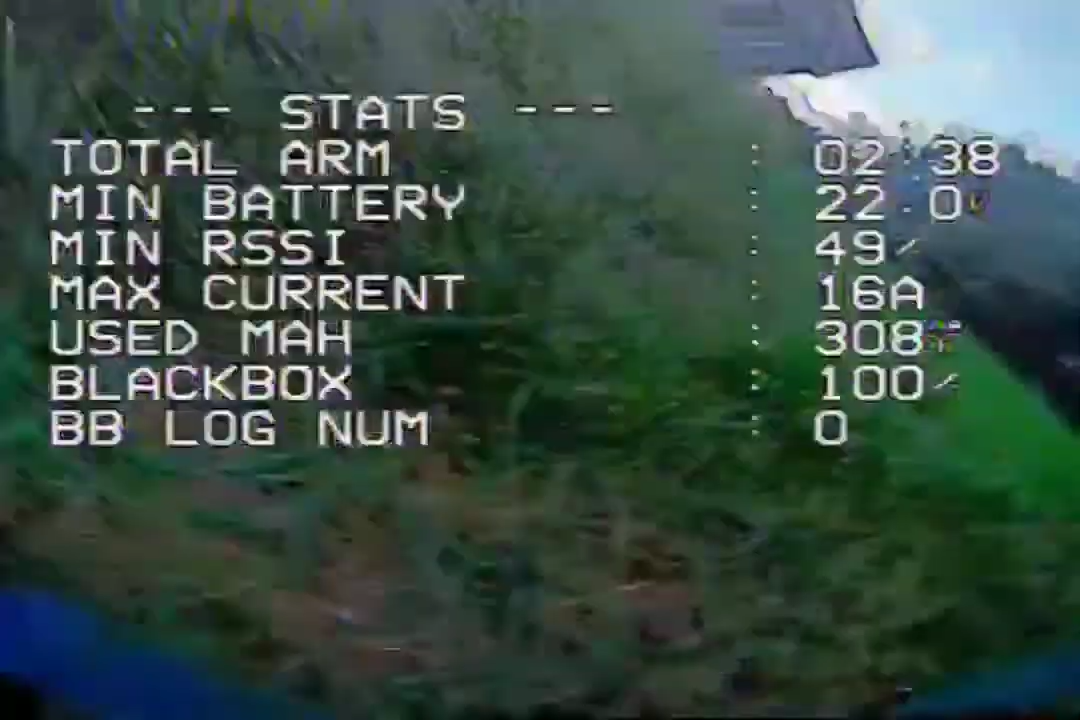 --- STATS ---
TOTAL ARM : 02:38
MIN BATTERY : 22.0V
MIN RSSI : 49%
MAX CURRENT : 16A
USED MAH : 308
BLACKBOX : 100%
BB LOG NUM : 0